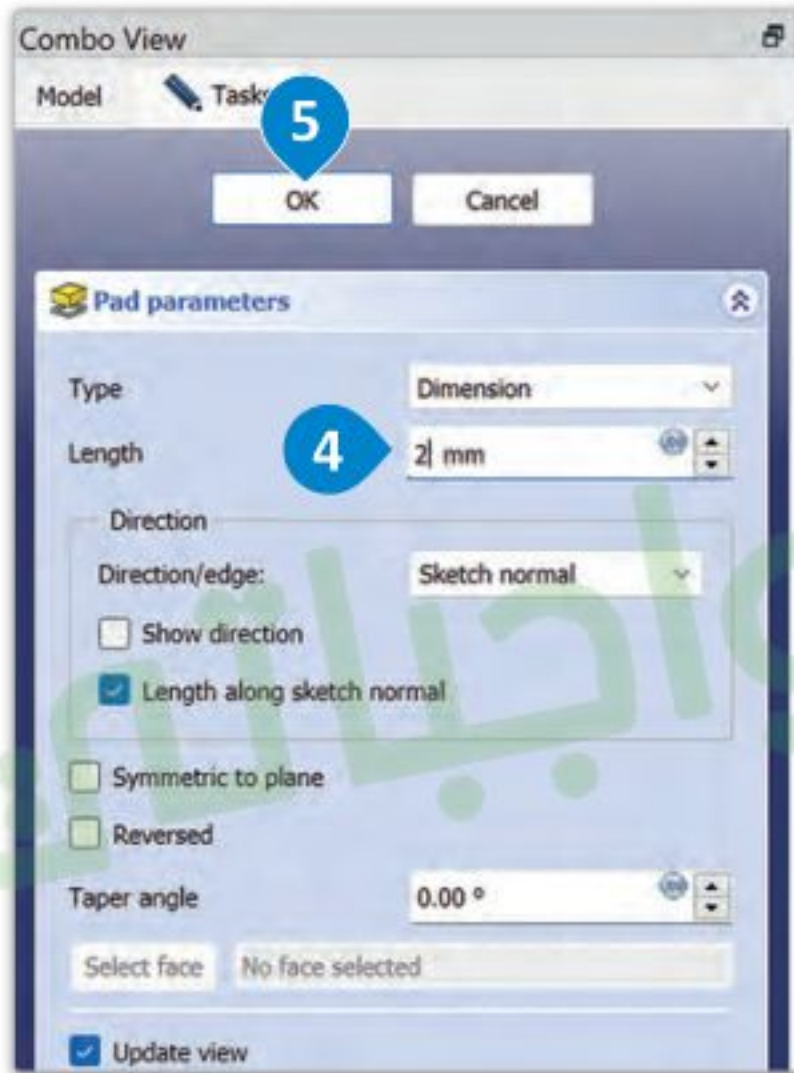 Combo View
Model Tasks
5
OK Cancel
Pad parameters
Type Dimension
Length 4 2 mm
Direction
Direction/edge: Sketch normal
Show direction
Length along sketch normal
Symmetric to plane
Reversed
Taper angle 0.00 °
Select face No face selected
Update view